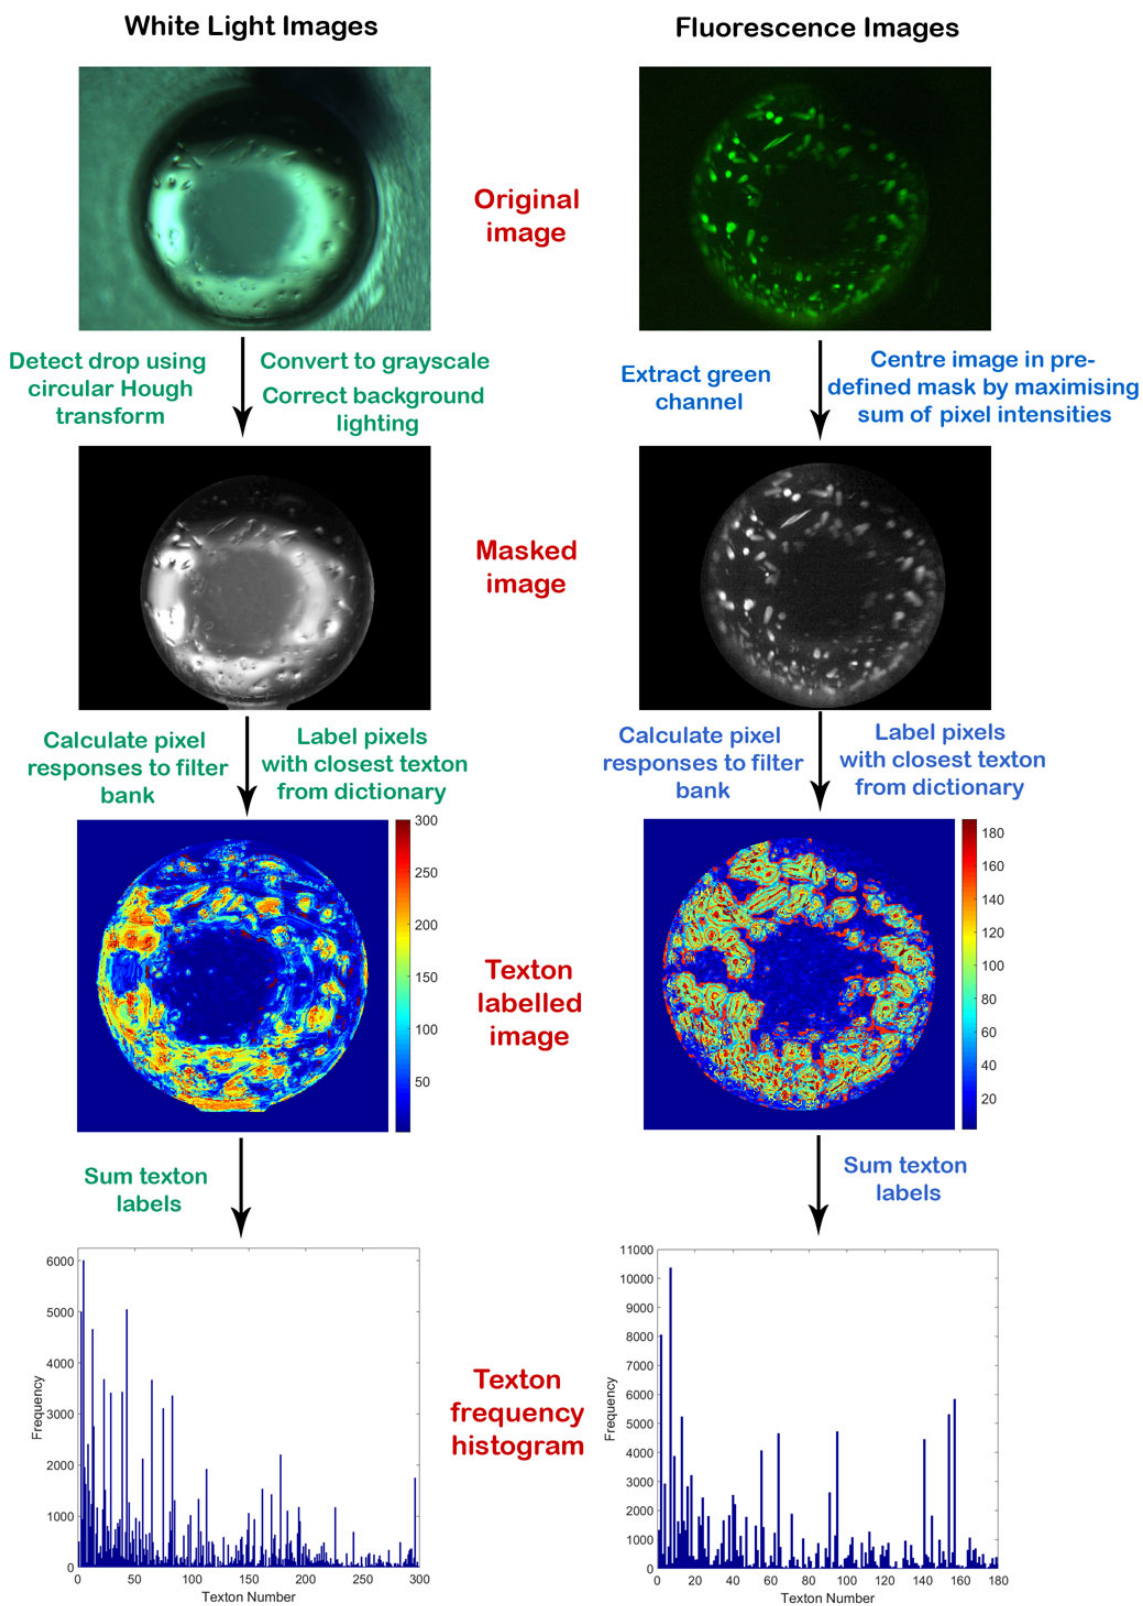 White Light Images
Fluorescence Images
Original
image
Detect drop using
circular Hough
transform
Convert to grayscale
Correct background
lighting
Extract green
channel
Centre image in pre-
defined mask by maximising
sum of pixel intensities
Masked
image
Calculate pixel
responses to filter
bank
Label pixels
with closest texton
from dictionary
Calculate pixel
responses to filter
bank
Label pixels
with closest texton
from dictionary
300
250
200
150
100
50
Texton
labelled
image
180
160
140
120
100
80
60
40
20
Sum texton
labels
Sum texton
labels
6000
5000
4000
3000
2000
1000
0
Frequency
0 50 100 150 200 250 300
Texton Number
Texton
frequency
histogram
11000
10000
9000
8000
7000
6000
5000
4000
3000
2000
1000
0
Frequency
0 20 40 60 80 100 120 140 160 180
Texton Number